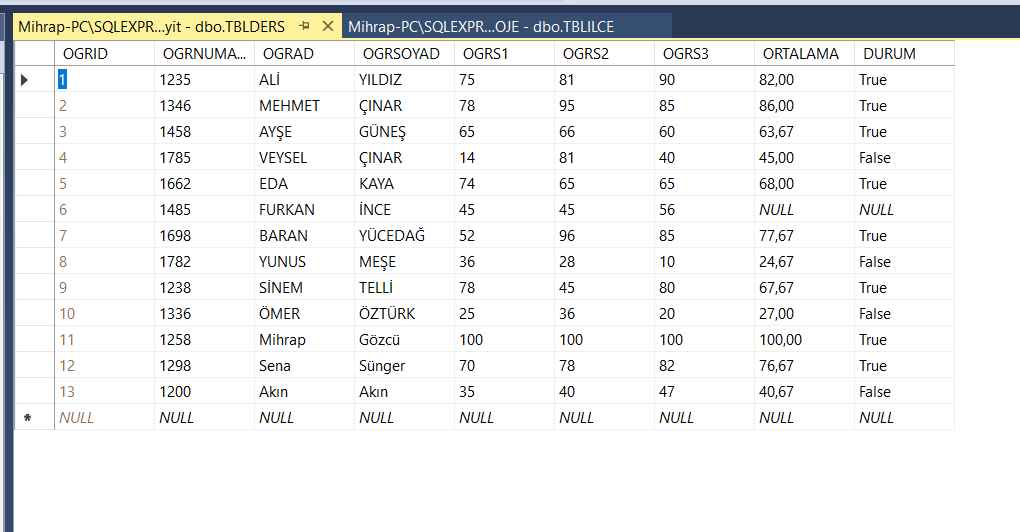 Mihrap-PC\SQLEXPR...yit - dbo.TBLDERS Mihrap-PC\SQLEXPR...OJE - dbo.TBLILCE
OGRID OGRNUMA... OGRAD OGRSOYAD OGRS1 OGRS2 OGRS3 ORTALAMA DURUM
1 1235 ALİ YILDIZ 75 81 90 82,00 True
2 1346 MEHMET ÇINAR 78 95 85 86,00 True
3 1458 AYŞE GÜNEŞ 65 66 60 63,67 True
4 1785 VEYSEL ÇINAR 14 81 40 45,00 False
5 1662 EDA KAYA 74 65 65 68,00 True
6 1485 FURKAN İNCE 45 45 56 NULL NULL
7 1698 BARAN YÜCEDAĞ 52 96 85 77,67 True
8 1782 YUNUS MEŞE 36 28 10 24,67 False
9 1238 SİNEM TELLİ 78 45 80 67,67 True
10 1336 ÖMER ÖZTÜRK 25 36 20 27,00 False
11 1258 Mihrap Gözcü 100 100 100 100,00 True
12 1298 Sena Sünger 70 78 82 76,67 True
13 1200 Akın Akın 35 40 47 40,67 False
* NULL NULL NULL NULL NULL NULL NULL NULL NULL